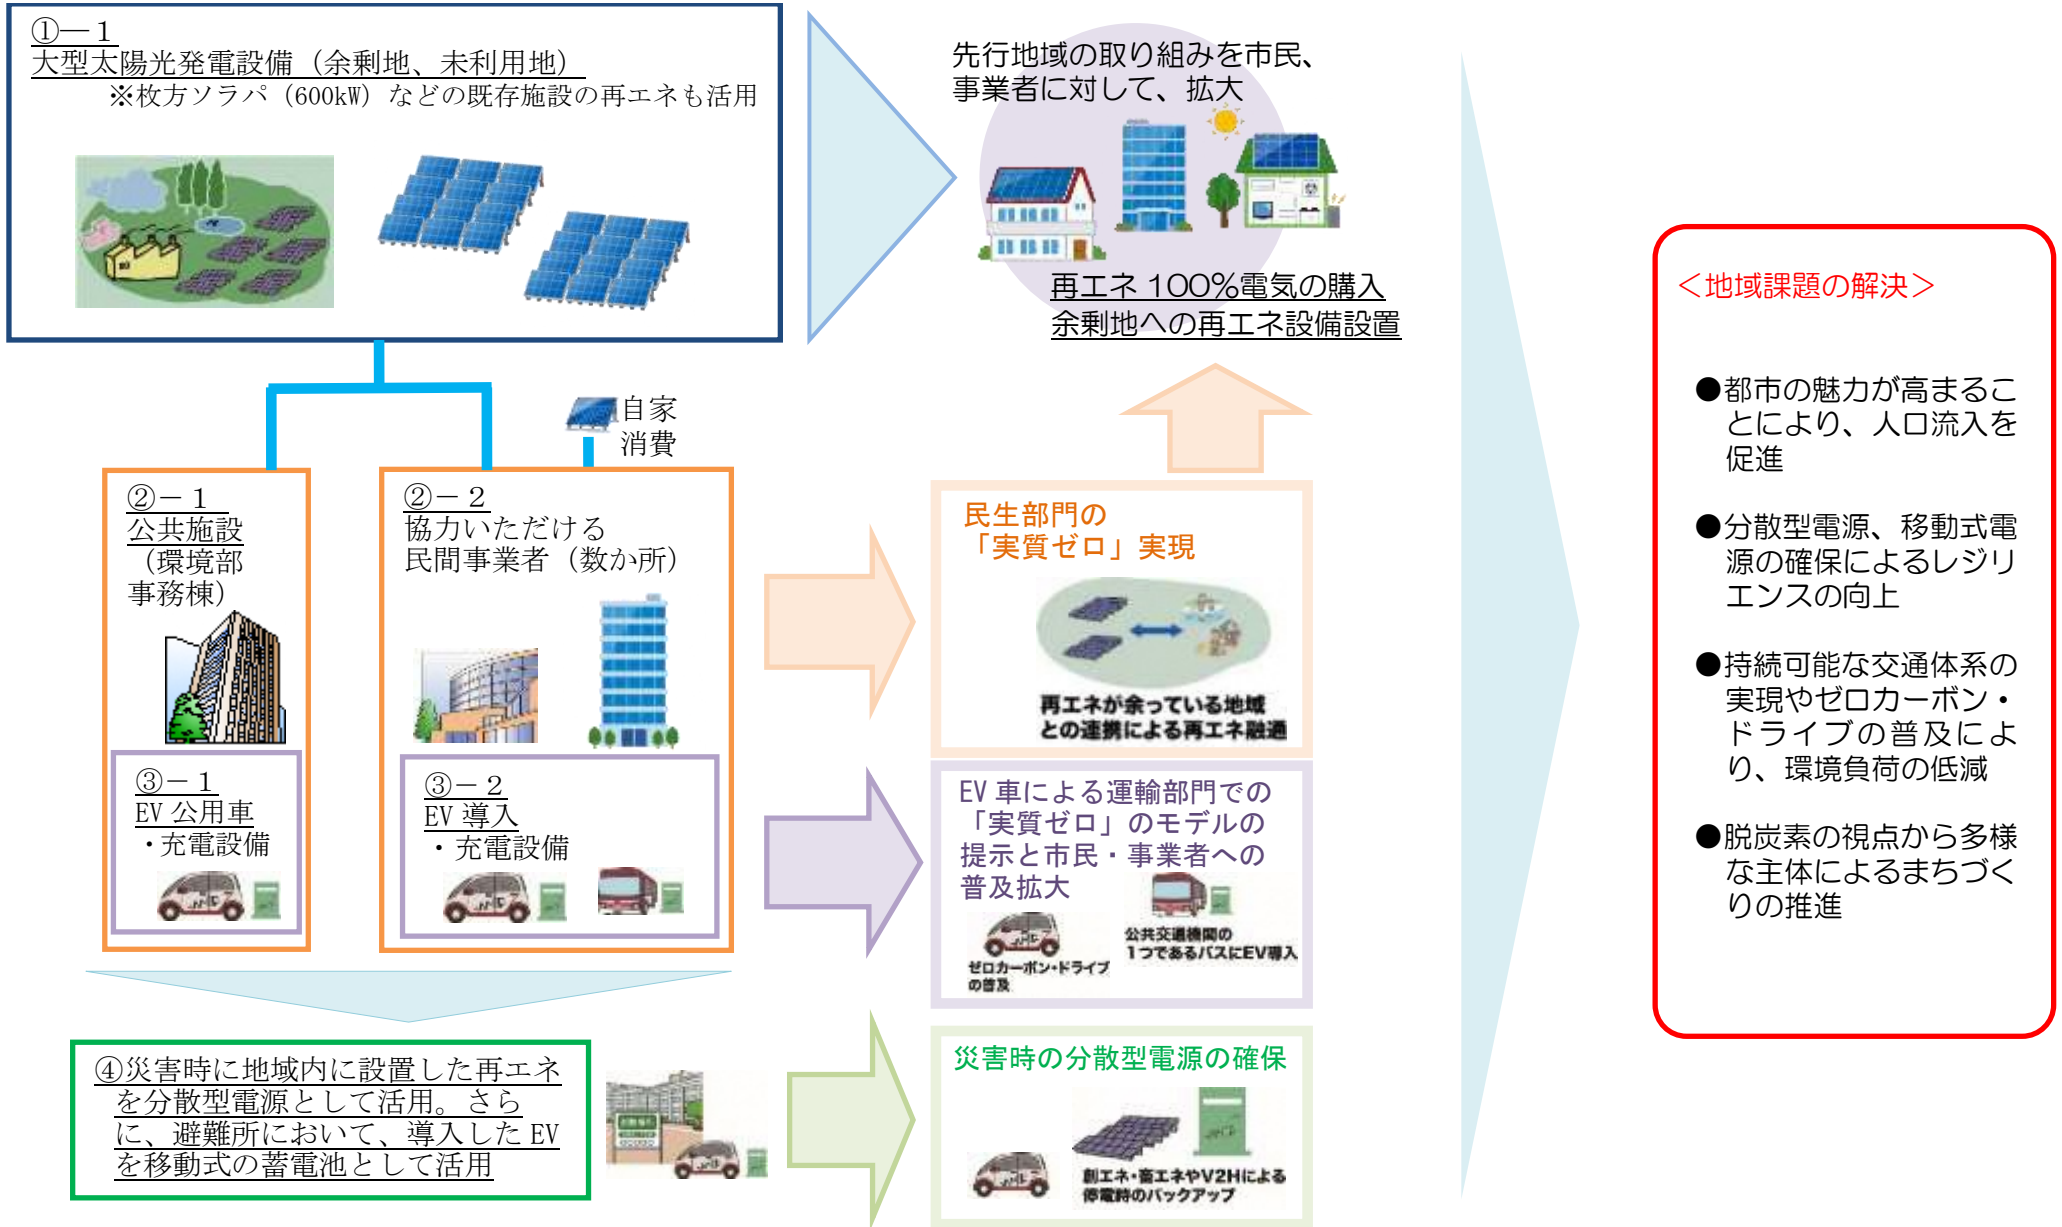 ①―１
大型太陽光発電設備（余剰地、未利用地）
※枚方ソラパ（600kW）などの既存施設の再エネも活用
先行地域の取り組みを市民、
事業者に対して、拡大
再エネ 100%電気の購入
余剰地への再エネ設備設置
自家
消費
②－１
公共施設
（環境部
事務棟）
②－２
協力いただける
民間事業者（数か所）
③－１
EV 公用車
・充電設備
③－２
EV 導入
・充電設備
民生部門の
「実質ゼロ」実現
再エネが余っている地域
との連携による再エネ融通
EV 車による運輸部門での
「実質ゼロ」のモデルの
提示と市民・事業者への
普及拡大
ゼロカーボン・ドライブ
の普及
公共交通機関の
１つであるバスにEV導入
④災害時に地域内に設置した再エネ
を分散型電源として活用。さら
に、避難所において、導入した EV
を移動式の蓄電池として活用
災害時の分散型電源の確保
創エネ・畜エネやV2Hによる
停電時のバックアップ
＜地域課題の解決＞
●都市の魅力が高まるこ
とにより、人口流入を
促進
●分散型電源、移動式電
源の確保によるレジリ
エンスの向上
●持続可能な交通体系の
実現やゼロカーボン・
ドライブの普及によ
り、環境負荷の低減
●脱炭素の視点から多様
な主体によるまちづく
りの推進